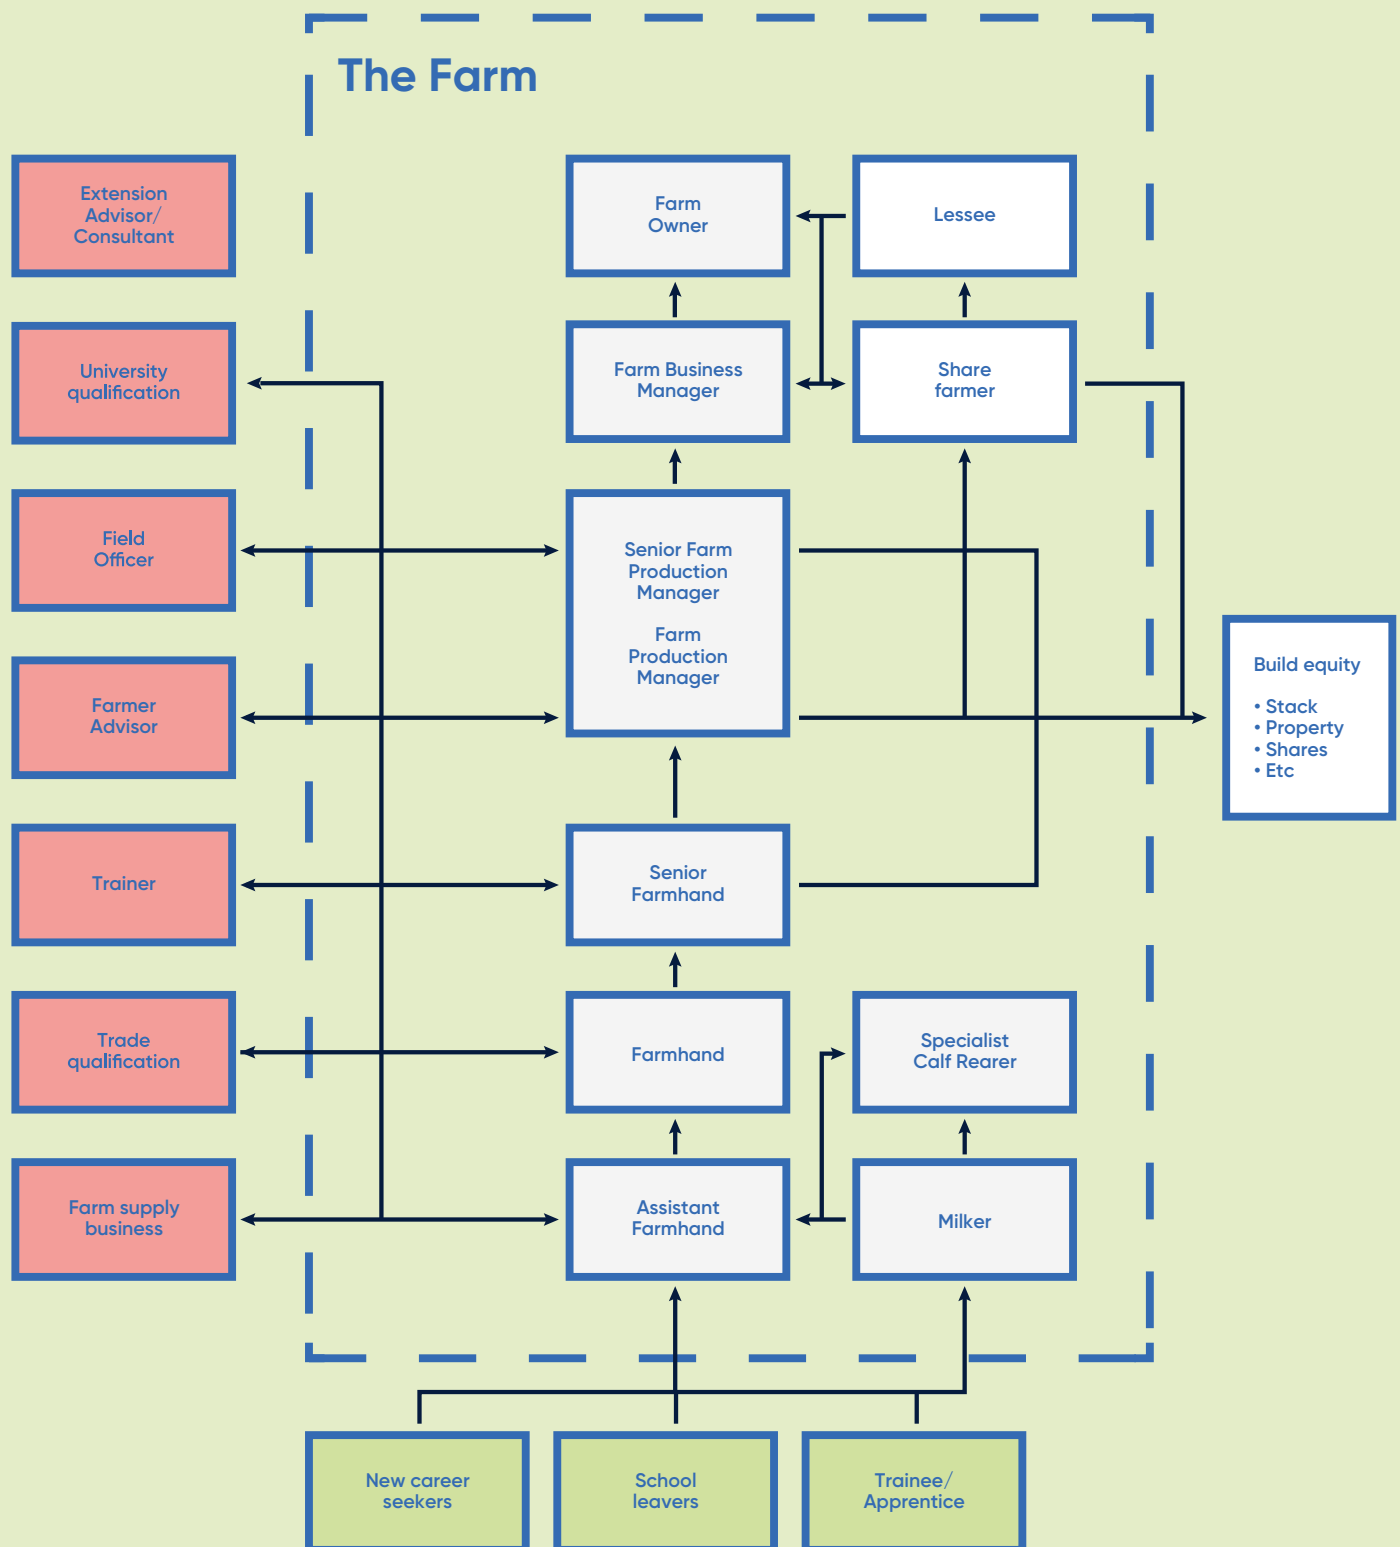 The Farm
Extension
Advisor/
Consultant
Farm
Owner
Lessee
University
qualification
Farm Business
Manager
Share
farmer
Field
Officer
Senior Farm
Production
Manager
Farm
Production
Manager
Farmer
Advisor
Build equity
• Stack
• Property
• Shares
• Etc
Trainer
Senior
Farmhand
Trade
qualification
Farmhand
Specialist
Calf Rearer
Farm supply
business
Assistant
Farmhand
Milker
New career
seekers
School
leavers
Trainee/
Apprentice